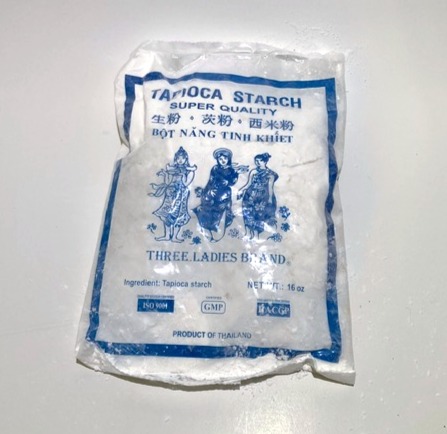 TAPIOCA STARCH
SUPER QUALITY
生粉・茨粉・西米粉
BỘT NĂNG TINH KHIẾT
THREE LADIES BRAND
Ingredient: Tapioca starch NET WT.: 16 oz
ISO 9001 GMP HACCP
PRODUCT OF THAILAND